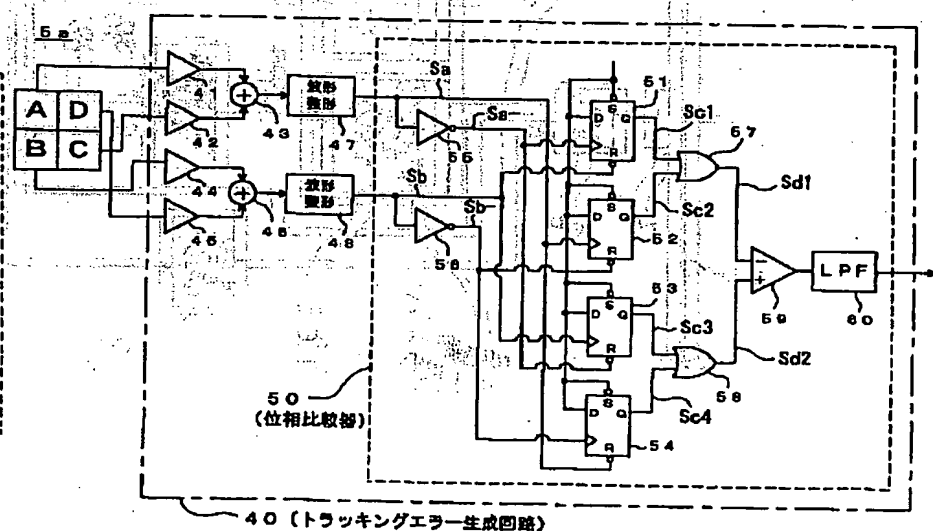 5a
A D
B C
41
42
43
44
45
46
波形
整形
47
波形
整形
48
Sa
Sa-
55
Sb
Sb-
56
S
D Q
R
51
S
D Q
R
52
S
D Q
R
53
S
D Q
R
54
Sc1
Sc2
57
Sc3
Sc4
58
Sd1
Sd2
-
+
59
LPF
60
50
(位相比較器)
40 (トラッキングエラー生成回路)